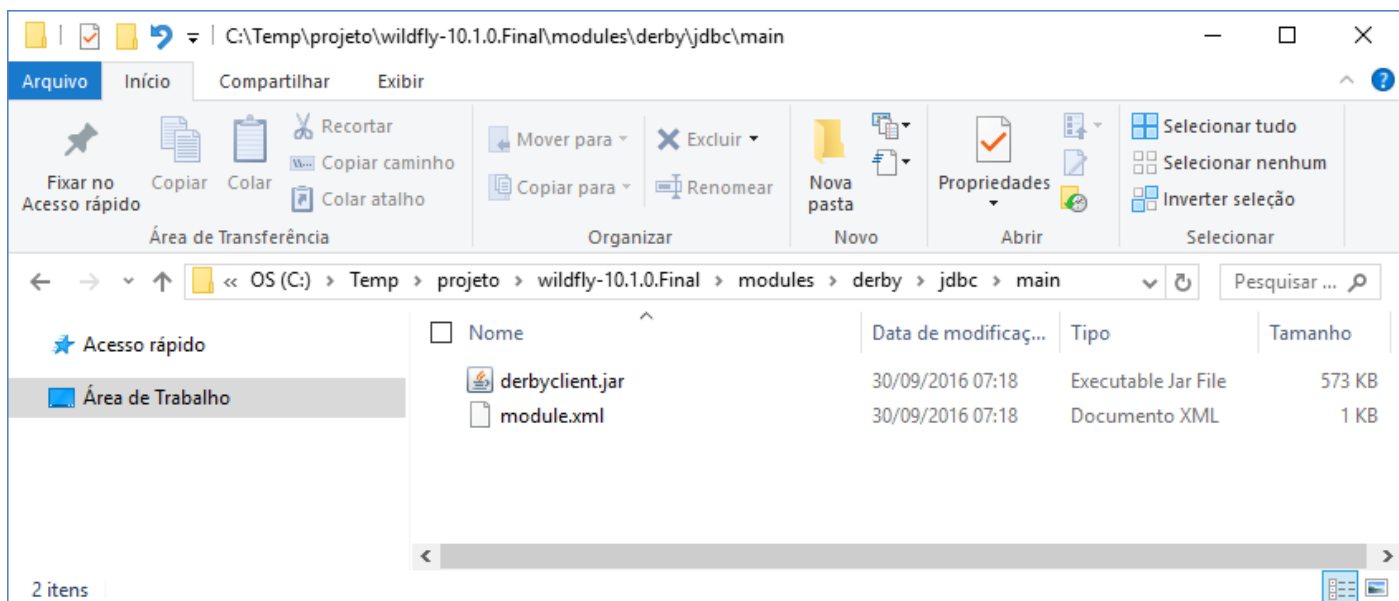 C:\Temp\projeto\wildfly-10.1.0.Final\modules\derby\jdbc\main
Arquivo Início Compartilhar Exibir
Fixar no
Acesso rápido
Copiar
Colar
Recortar
Copiar caminho
Colar atalho
Área de Transferência
Mover para
Copiar para
Excluir
Renomear
Organizar
Nova
pasta
Novo
Propriedades
Abrir
Selecionar tudo
Selecionar nenhum
Inverter seleção
Selecionar
« OS (C:) > Temp > projeto > wildfly-10.1.0.Final > modules > derby > jdbc > main
Pesquisar ...
Acesso rápido
Área de Trabalho
Nome Data de modificaç... Tipo Tamanho
derbyclient.jar 30/09/2016 07:18 Executable Jar File 573 KB
module.xml 30/09/2016 07:18 Documento XML 1 KB
2 itens